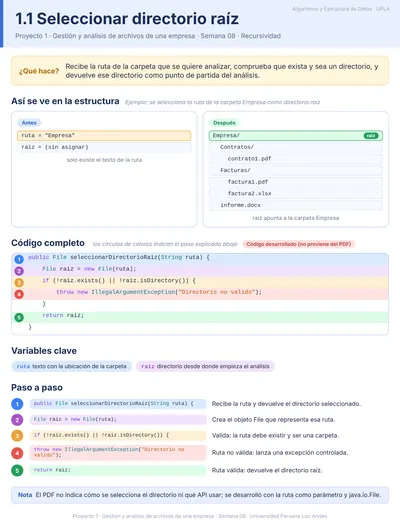 Algoritmos y Estructura de Datos · UPLA
1.1 Seleccionar directorio raíz
Proyecto 1 · Gestión y análisis de archivos de una empresa · Semana 08 · Recursividad
¿Qué hace? Recibe la ruta de la carpeta que se quiere analizar, comprueba que exista y sea un directorio, y
devuelve ese directorio como punto de partida del análisis.
Así se ve en la estructura Ejemplo: se selecciona la ruta de la carpeta Empresa como directorio raíz
Antes
ruta = "Empresa"
raiz = (sin asignar)
solo existe el texto de la ruta
Después
Empresa/ raíz
Contratos/
contrato1.pdf
Facturas/
factura1.pdf
factura2.xlsx
informe.docx
raiz apunta a la carpeta Empresa
Código completo los círculos de colores indican el paso explicado abajo Código desarrollado (no proviene del PDF)
1 public File seleccionarDirectorioRaiz(String ruta) {
2 File raiz = new File(ruta);
3 if (!raiz.exists() || !raiz.isDirectory()) {
4 throw new IllegalArgumentException("Directorio no valido");
}
5 return raiz;
}
Variables clave
ruta texto con la ubicación de la carpeta raiz directorio desde donde empieza el análisis
Paso a paso
1 public File seleccionarDirectorioRaiz(String ruta) { Recibe la ruta y devuelve el directorio seleccionado.
2 File raiz = new File(ruta); Crea el objeto File que representa esa ruta.
3 if (!raiz.exists() || !raiz.isDirectory()) { Valida: la ruta debe existir y ser una carpeta.
4 throw new IllegalArgumentException("Directorio no
valido"); Ruta no válida: lanza una excepción controlada.
5 return raiz; Ruta válida: devuelve el directorio raíz.
Nota El PDF no indica cómo se selecciona el directorio ni qué API usar; se desarrolló con la ruta como parámetro y java.io.File.
Proyecto 1 · Gestión y análisis de archivos de una empresa · Semana 08 · Universidad Peruana Los Andes